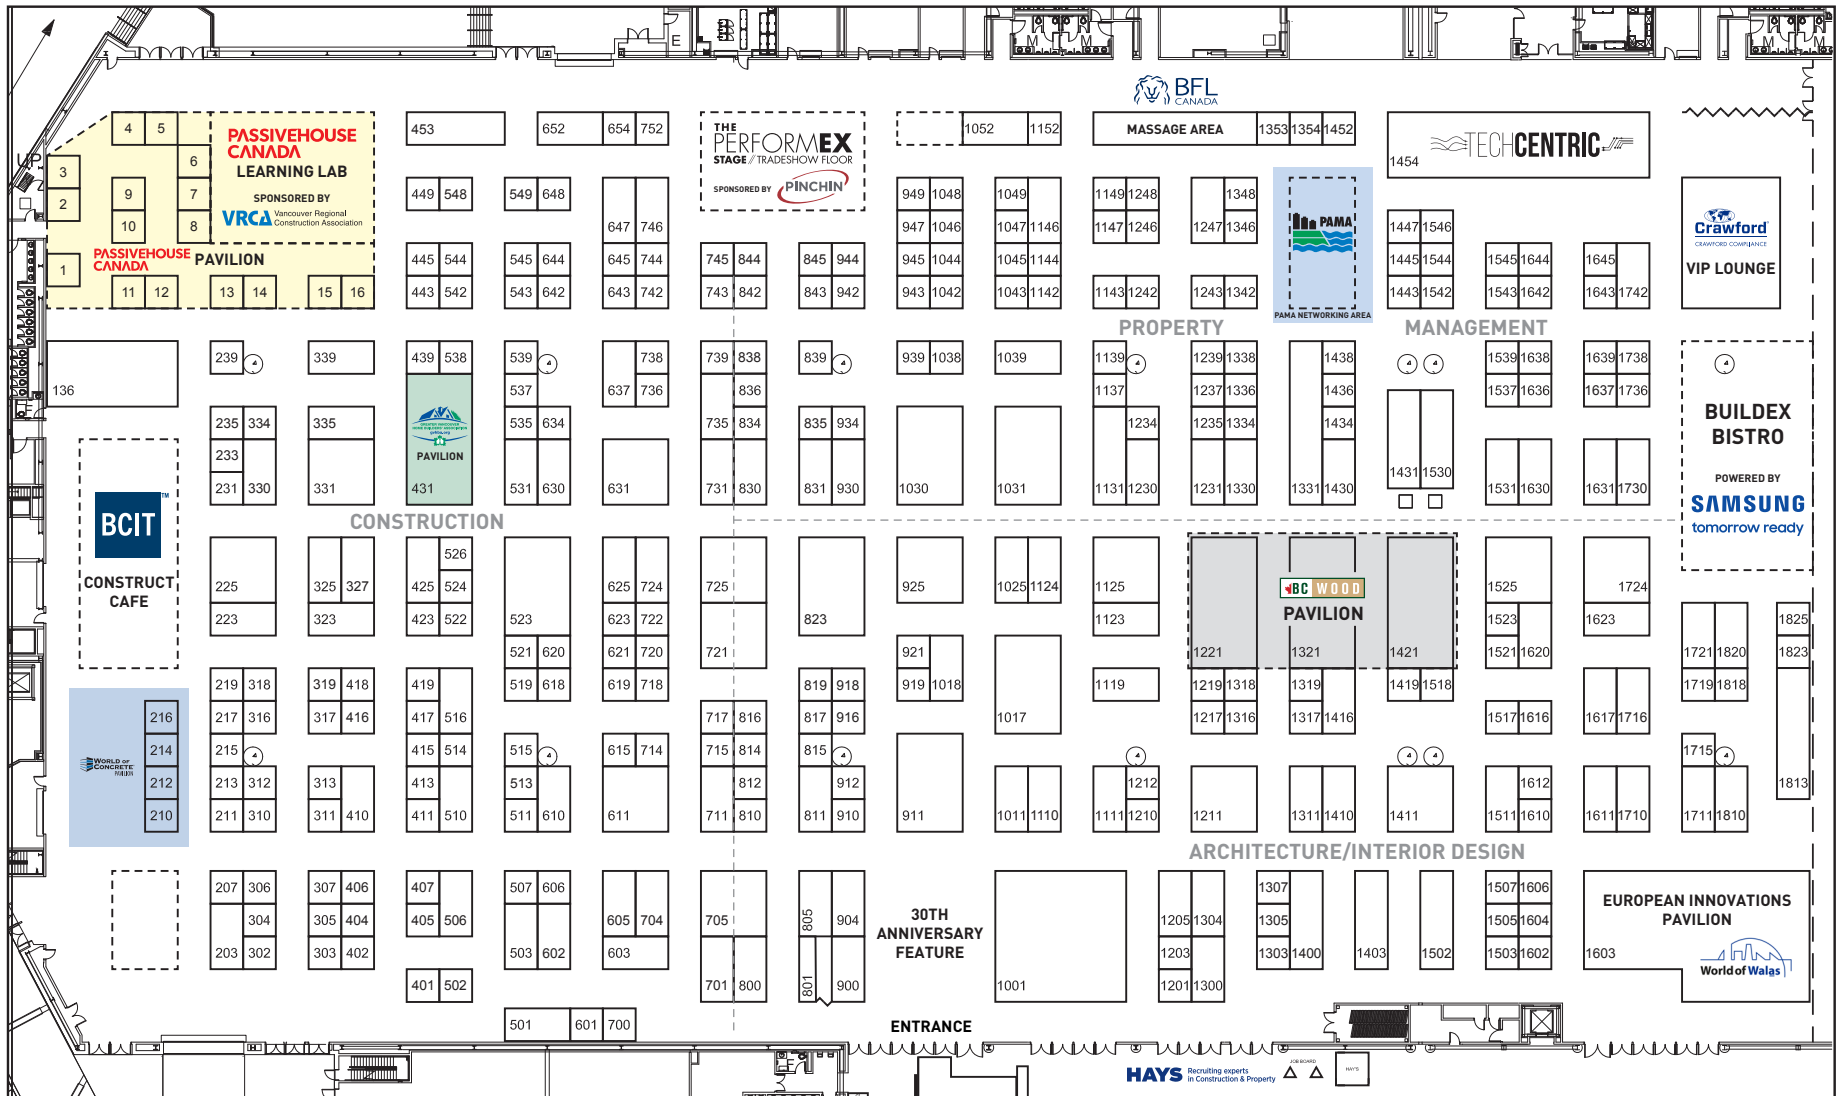 BFL
CANADA
E
M
M
M
M
UP
4 5
PASSIVEHOUSE
CANADA
LEARNING LAB
SPONSORED BY
VRCA Vancouver Regional
Construction Association
3
6
2
9
7
10
8
PASSIVEHOUSE
CANADA
PAVILION
1
11 12 13 14 15 16
453
652 654 752
THE
PERFORMEX
STAGE // TRADESHOW FLOOR
SPONSORED BY PINCHIN
1052 1152
MASSAGE AREA
1353 1354 1452
1454
TECHCENTRIC
449 548 549 648
949 1048 1049 1149 1248 1348
647 746
947 1046 1047 1146 1147 1246 1247 1346
PAMA
1447 1546
Crawford
CRAWFORD COMPLIANCE
VIP LOUNGE
445 544 545 644 645 744 745 844 845 944 945 1044 1045 1144
1445 1544 1545 1644 1645
443 542 543 642 643 742 743 842 843 942 943 1042 1043 1142 1143 1242 1243 1342
1443 1542 1543 1642 1643 1742
PAMA NETWORKING AREA
PROPERTY MANAGEMENT
136
239 339 439 538 539 738 739 838 839 939 1038 1039 1139 1239 1338 1438 1539 1638 1639 1738
537 637 736 836 1137 1237 1336 1436 1537 1636 1637 1736
GREATER VANCOUVER
HOME BUILDERS' ASSOCIATION
PAVILION
431
235 334 335 535 634 735 834 835 934 1234 1235 1334 1434
233
231 330 331 531 630 631 731 830 831 930 1030 1031 1131 1230 1231 1330 1331 1430
1431 1530 1531 1630 1631 1730
BUILDEX
BISTRO
POWERED BY
SAMSUNG
tomorrow ready
BCIT
CONSTRUCT
CAFE
CONSTRUCTION
526
225 325 327 425 524 625 724 725 925 1025 1124 1125 1525 1724
BC WOOD
PAVILION
223 323 423 522 523 623 722 823 1123 1523 1623 1825
521 620 621 720 721 921 1221 1321 1421 1521 1620 1721 1820 1823
219 318 319 418 419 519 618 619 718 819 918 919 1018 1119 1219 1318 1319 1419 1518 1719 1818
216 217 316 317 416 417 516 717 816 817 916 1017 1217 1316 1317 1416 1517 1616 1617 1716
WORLD OF
CONCRETE
PAVILION
214 215 415 514 515 615 714 715 814 815 1715
212 213 312 313 413 513 812 912 1212 1612 1813
210 211 310 311 410 411 510 511 610 611 711 810 811 910 911 1011 1110 1111 1210 1211 1311 1410 1411 1511 1610 1611 1710 1711 1810
ARCHITECTURE/INTERIOR DESIGN
207 306 307 406 407 507 606 1307 1507 1606
304 305 404 405 506 605 704 705 805 904 1205 1304 1305 1505 1604
203 302 303 402 503 602 603 1203 1303 1400 1403 1502 1503 1602 1603
30TH
ANNIVERSARY
FEATURE
EUROPEAN INNOVATIONS
PAVILION
World of Walas
401 502 701 800 801 900 1001 1201 1300
501 601 700
ENTRANCE
F
F
HAYS Recruiting experts
in Construction & Property
JOB BOARD
HAY'S